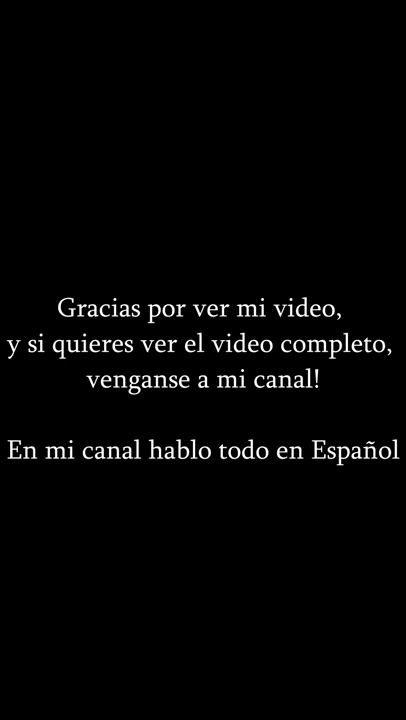 Gracias por ver mi video,
y si quieres ver el video completo,
venganse a mi canal!
En mi canal hablo todo en Español